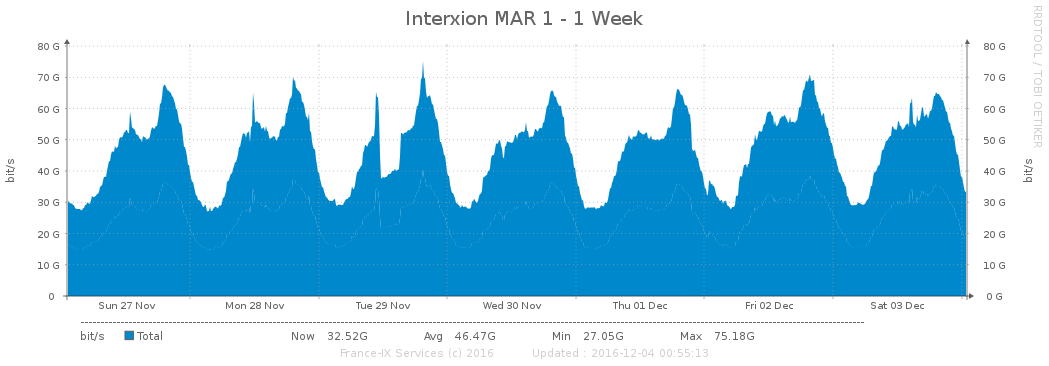 Interxion MAR 1 - 1 Week
RRDTOOL / TOBI OETIKER
80 G 80 G
70 G 70 G
60 G 60 G
50 G 50 G
40 G 40 G
30 G 30 G
20 G 20 G
10 G 10 G
0 0 G
bit/s bit/s
Sun 27 Nov Mon 28 Nov Tue 29 Nov Wed 30 Nov Thu 01 Dec Fri 02 Dec Sat 03 Dec
bit/s Total Now 32.52G Avg 46.47G Min 27.05G Max 75.18G
France-IX Services (c) 2016 Updated : 2016-12-04 00:55:13